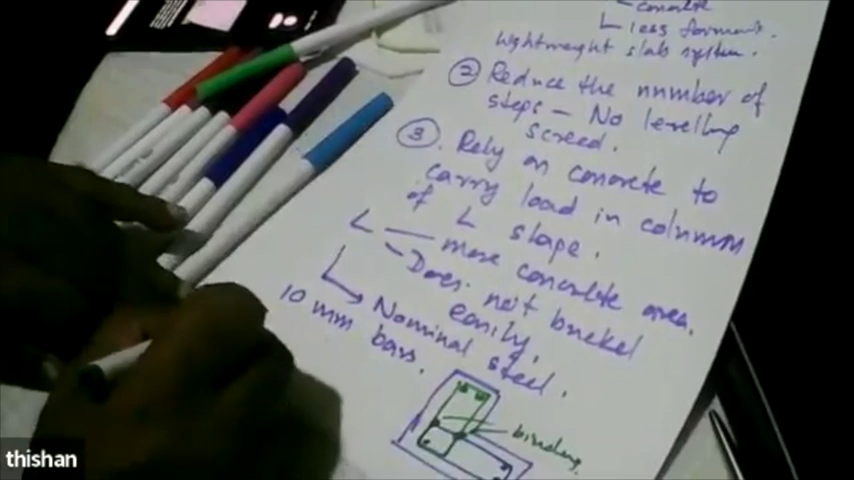 concrete
L less formwork.
Lightweight slab system.
② Reduce the number of
steps - No levelling
screed.
③. Rely on concrete to
carry load in column
of L shape.
L - more concrete area.
- Does not buckel
easily.
Nominal steel.
10 mm bars.
binding
thishan